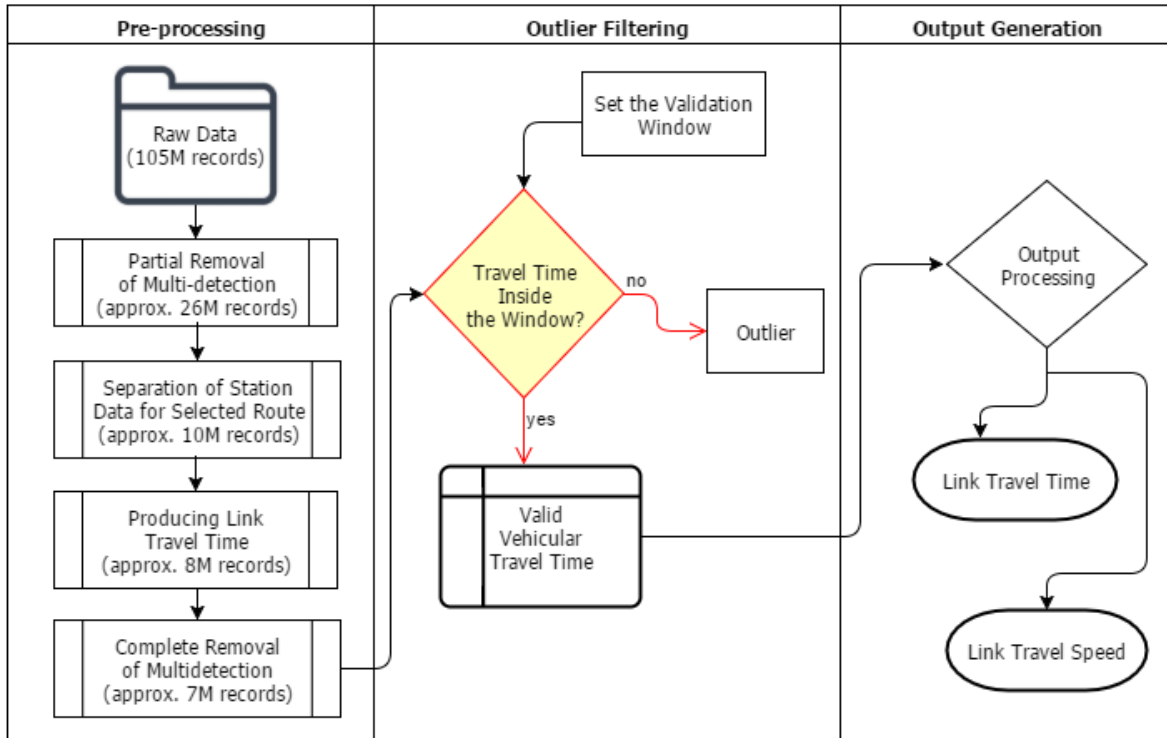 Pre-processing
Outlier Filtering
Output Generation
Raw Data
(105M records)
Partial Removal
of Multi-detection
(approx. 26M records)
Separation of Station
Data for Selected Route
(approx. 10M records)
Producing Link
Travel Time
(approx. 8M records)
Complete Removal
of Multidetection
(approx. 7M records)
Set the Validation
Window
Travel Time
Inside
the Window?
no
Outlier
yes
Valid
Vehicular
Travel Time
Output
Processing
Link Travel Time
Link Travel Speed